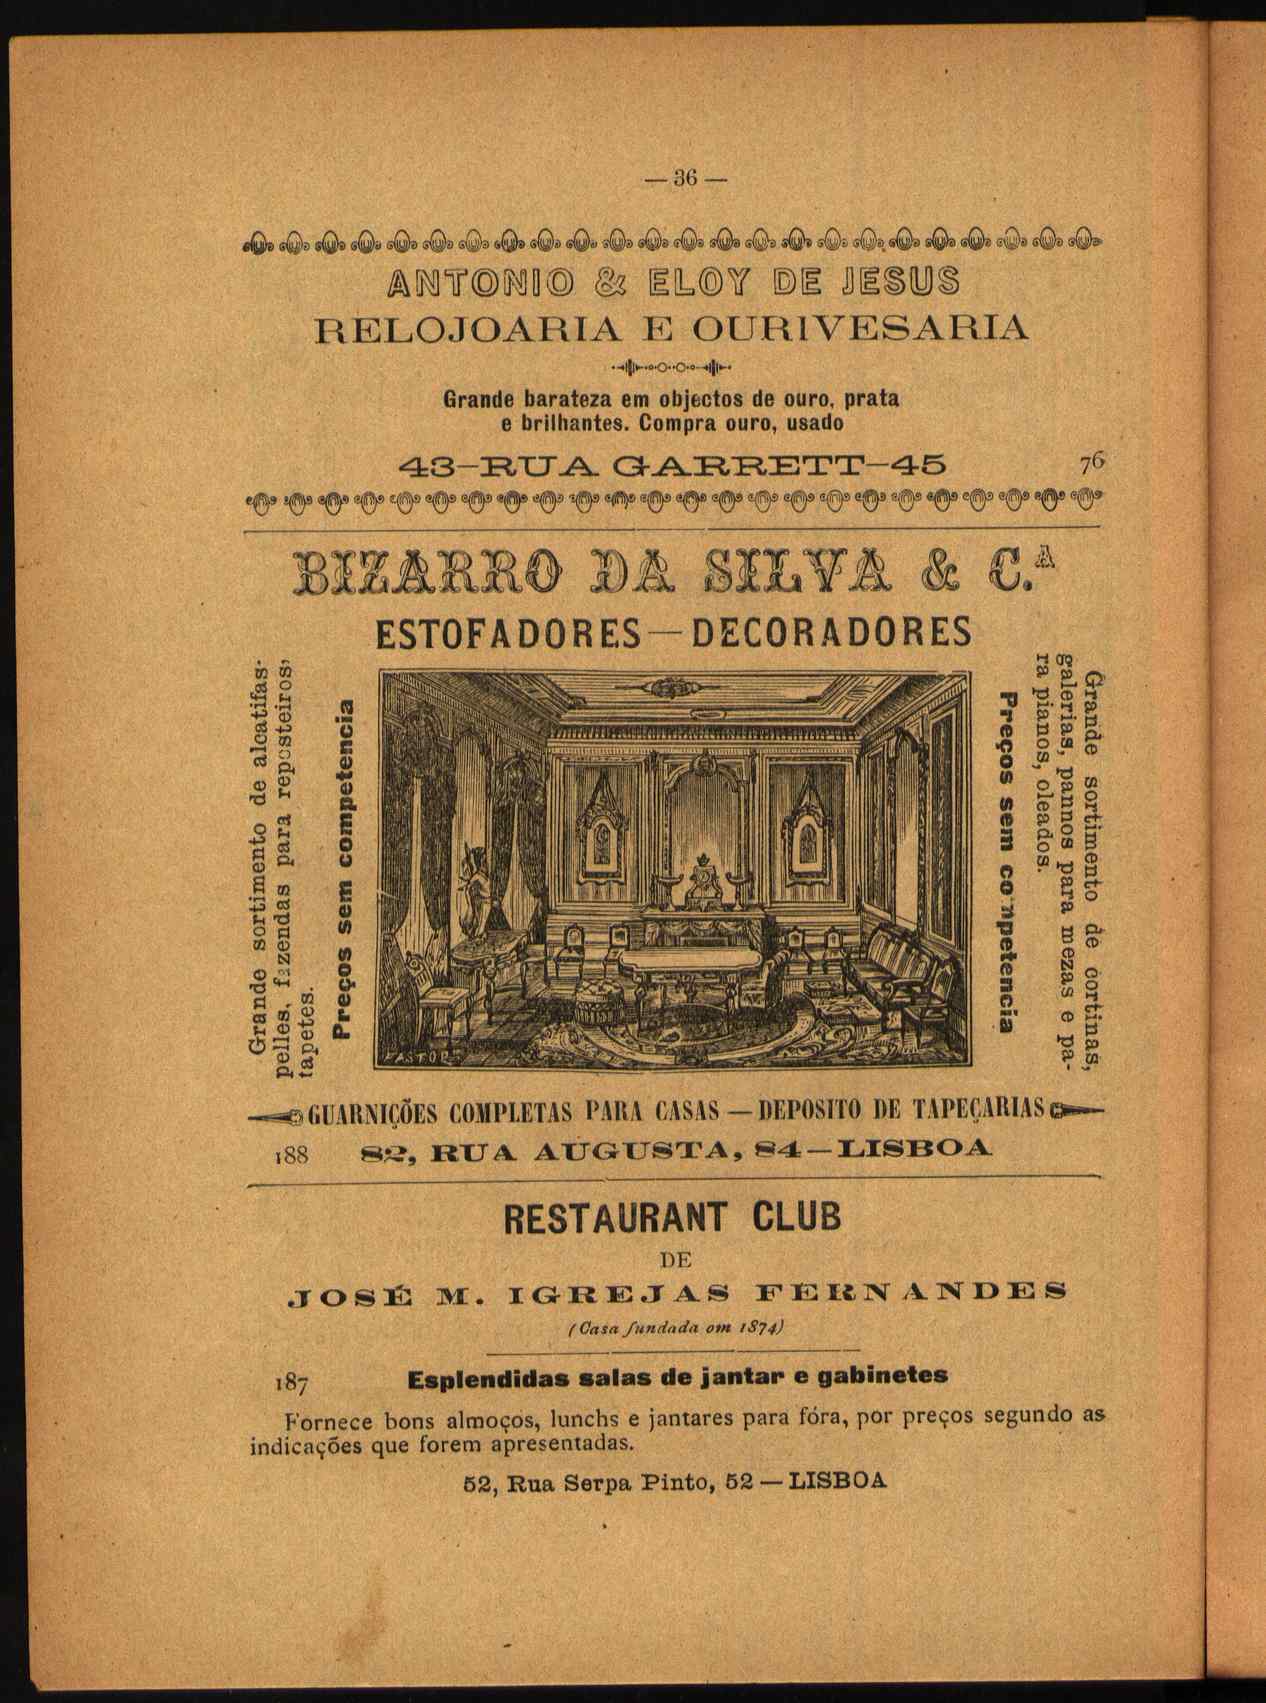 — 36 —
ANTONIO & ELOY DE JESUS
RELOJOARIA E OUR1VESARIA
Grande barateza em objectos de ouro, prata
e brilhantes. Compra ouro, usado
43—RUA GARRETT—45
76
BIZARRO DA SILVA & C.A
ESTOFADORES—DECORADORES
Grande sortimento de alcatifas,
pelles, fazendas para reposteiros,
tapetes.
Preços sem competencia
PASTOR
Preços sem competencia
Grande sortimento de cortinas,
galerias, pannos para mezas e pa-
ra pianos, oleados.
GUARNIÇÕES COMPLETAS PARA CASAS — DEPOSITO DE TAPEÇARIAS
188 82, RUA AUGUSTA, 84—LISBOA
RESTAURANT CLUB
DE
JOSÉ M. IGREJAS FERNANDES
(Casa fundada om 1874)
187 Esplendidas salas de jantar e gabinetes
Fornece bons almoços, lunchs e jantares para fóra, por preços segundo as
indicações que forem apresentadas.
52, Rua Serpa Pinto, 52 — LISBOA